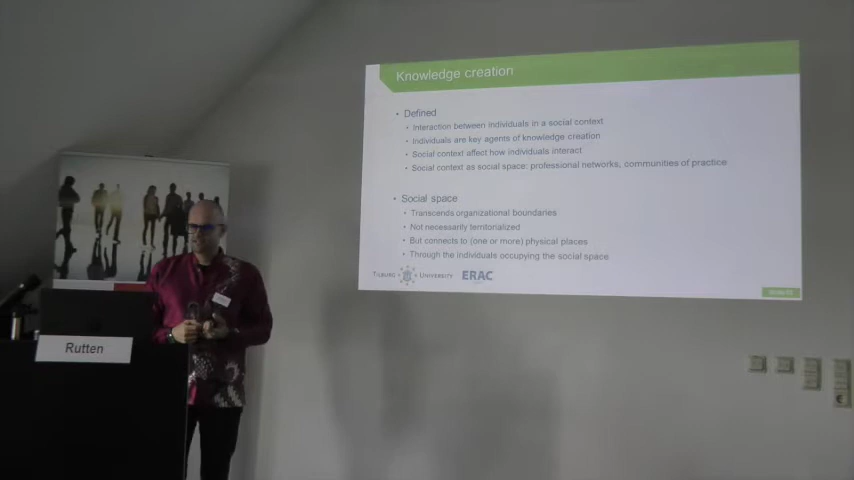 Knowledge creation
• Defined
• Interaction between individuals in a social context
• Individuals are key agents of knowledge creation
• Social context affect how individuals interact
• Social context as social space: professional networks, communities of practice
• Social space
• Transcends organizational boundaries
• Not necessarily territorialized
• But connects to (one or more) physical places
• Through the individuals occupying the social space
TILBURG UNIVERSITY ERAC
Rutten